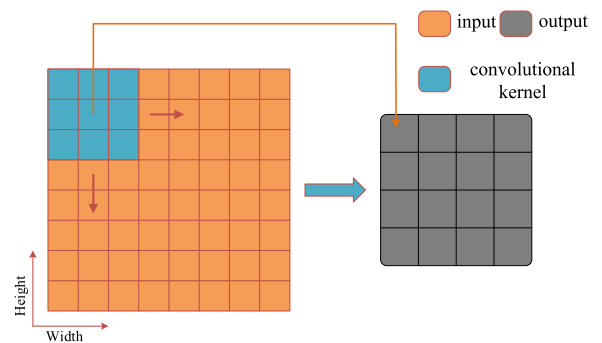 input
output
convolutional
kernel
Height
Width